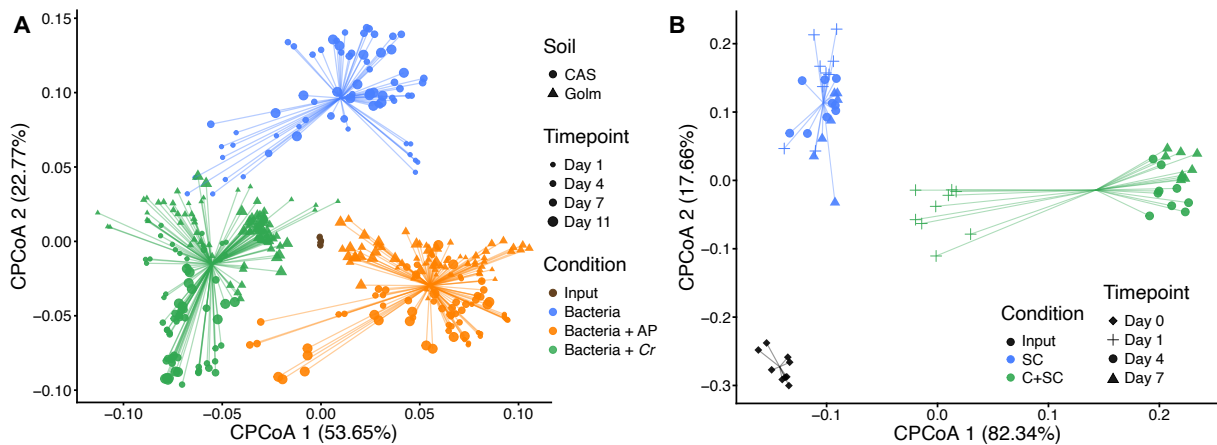 A
0.15
0.10
0.05
0.00
−0.05
−0.10
CPCoA 2 (22.77%)
−0.10
−0.05
0.00
0.05
0.10
CPCoA 1 (53.65%)
Soil
CAS
Golm
Timepoint
Day 1
Day 4
Day 7
Day 11
Condition
Input
Bacteria
Bacteria + AP
Bacteria + Cr
B
0.2
0.1
0.0
−0.1
−0.2
−0.3
CPCoA 2 (17.66%)
−0.1
0.0
0.1
0.2
CPCoA 1 (82.34%)
Condition
Input
SC
C+SC
Timepoint
Day 0
Day 1
Day 4
Day 7